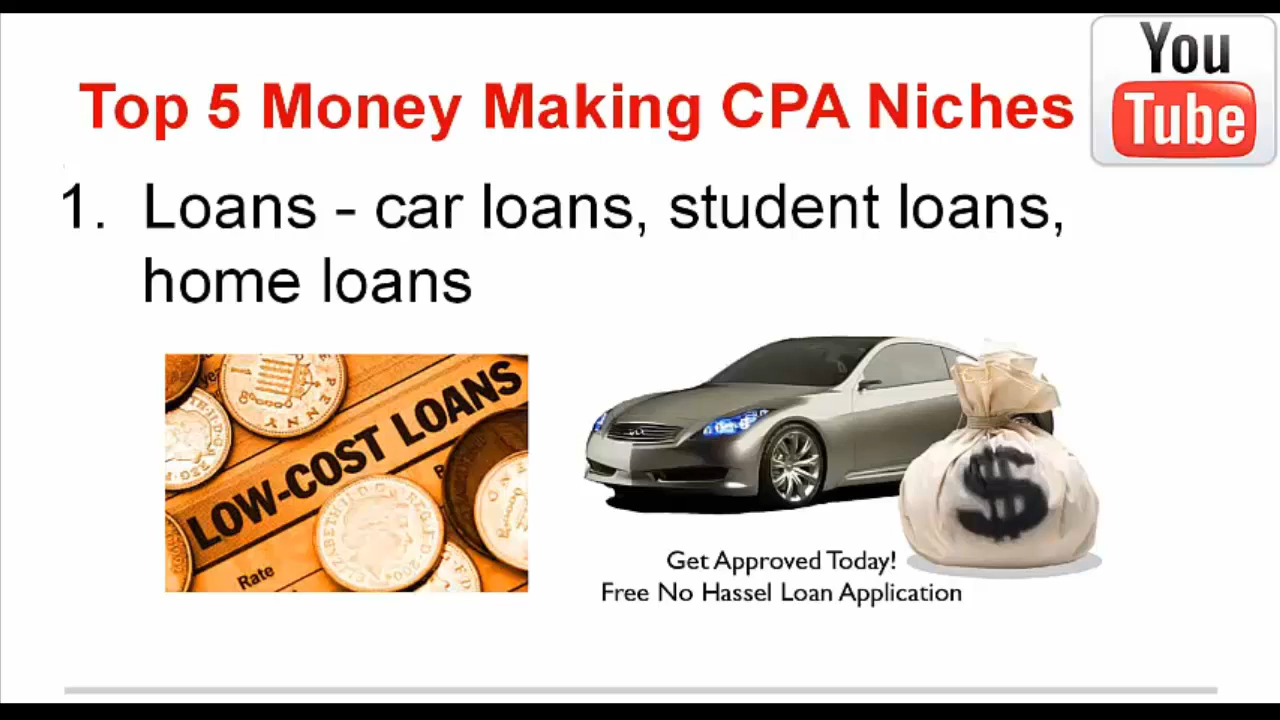 Top 5 Money Making CPA Niches
You
Tube
1. Loans - car loans, student loans,
home loans
LOW-COST LOANS
Rate
PENNY
$
Get Approved Today!
Free No Hassel Loan Application